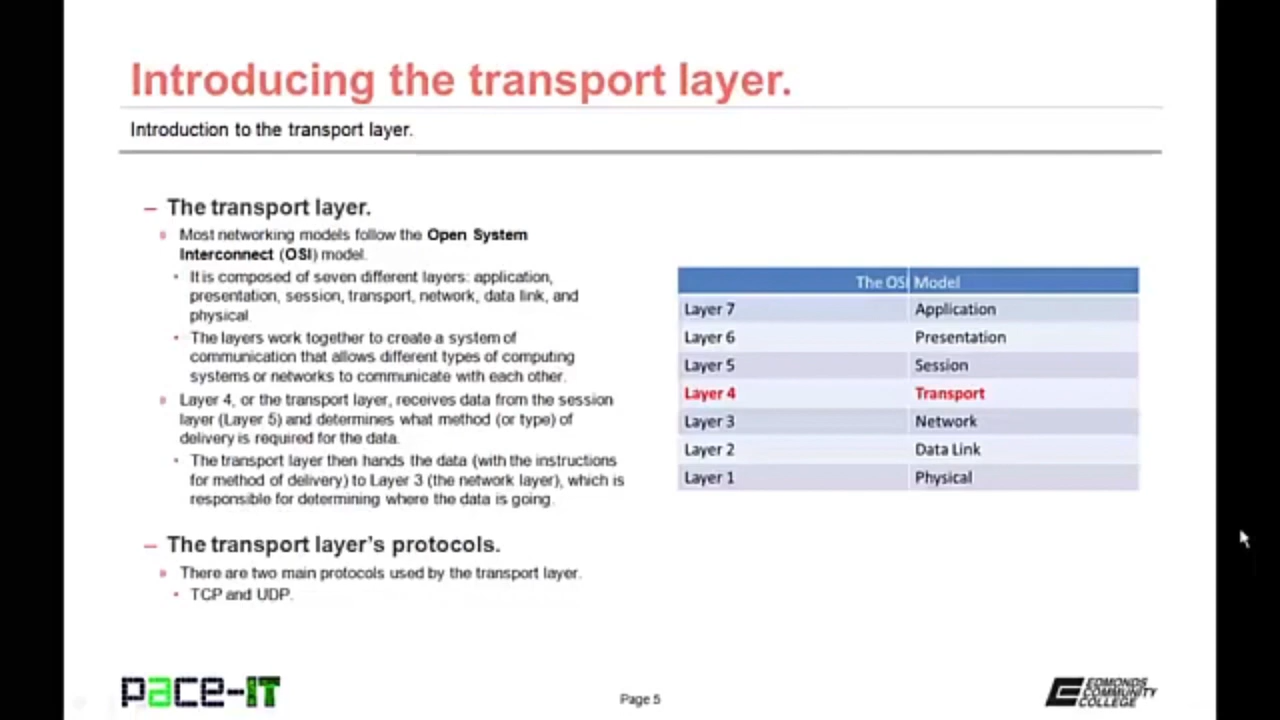 Introducing the transport layer.
Introduction to the transport layer.
– The transport layer.
Most networking models follow the Open System
Interconnect (OSI) model.
It is composed of seven different layers: application,
presentation, session, transport, network, data link, and
physical
The layers work together to create a system of
communication that allows different types of computing
systems or networks to communicate with each other.
Layer 4, or the transport layer, receives data from the session
layer (Layer 5) and determines what method (or type) of
delivery is required for the data.
The transport layer then hands the data (with the instructions
for method of delivery) to Layer 3 (the network layer), which is
responsible for determining where the data is going.
– The transport layer's protocols.
There are two main protocols used by the transport layer.
TCP and UDP.
The OSI Model
Layer 7 Application
Layer 6 Presentation
Layer 5 Session
Layer 4 Transport
Layer 3 Network
Layer 2 Data Link
Layer 1 Physical
pace-IT
Page 5
EDMONDS
COMMUNITY
COLLEGE